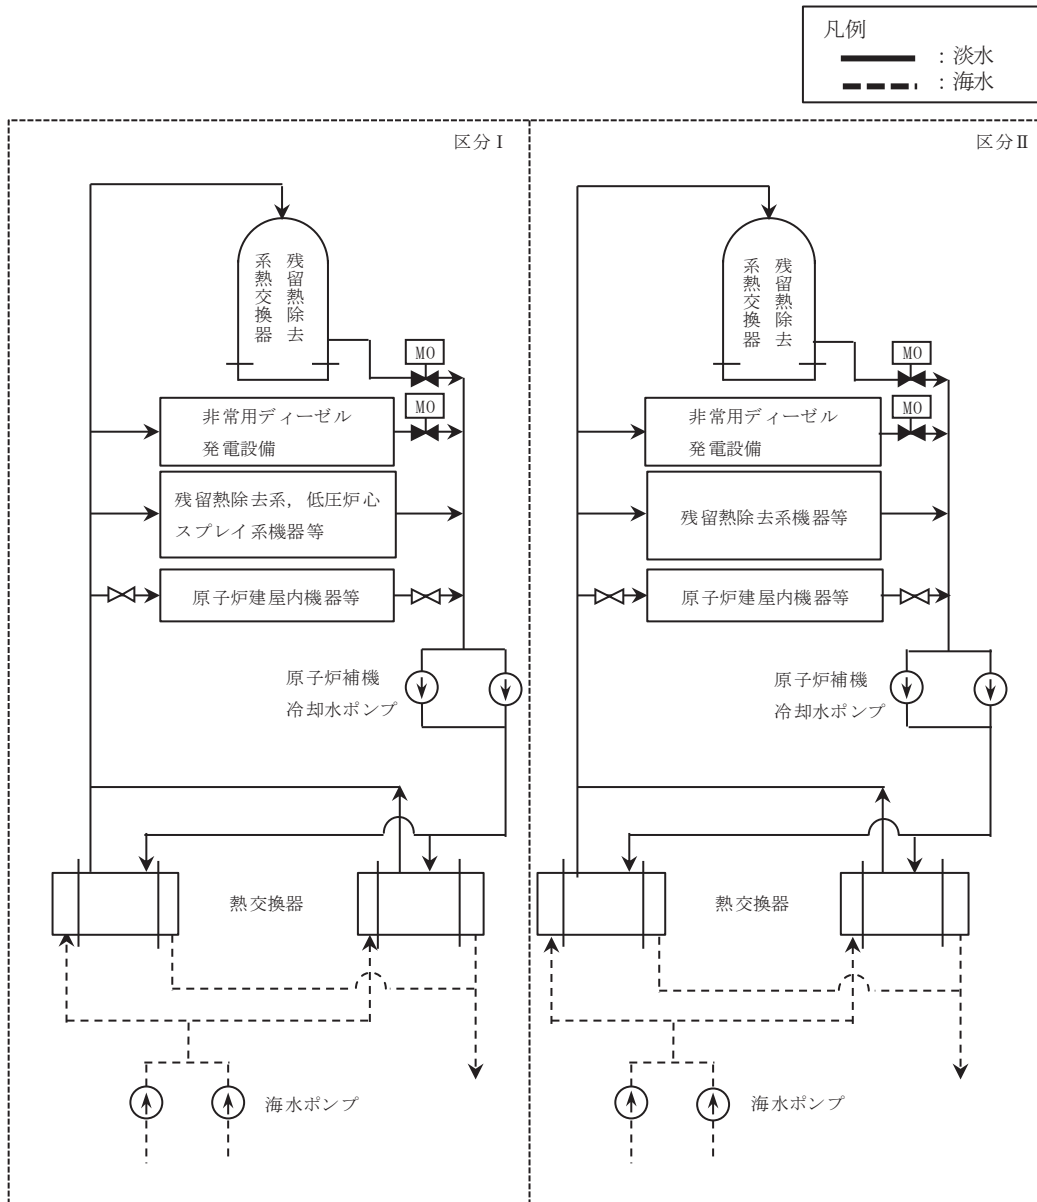 凡例
：淡水
：海水
区分Ⅰ
残留熱除去
系熱交換器
MO
MO
非常用ディーゼル
発電設備
残留熱除去系，低圧炉心
スプレイ系機器等
原子炉建屋内機器等
原子炉補機
冷却水ポンプ
熱交換器
海水ポンプ
区分Ⅱ
残留熱除去
系熱交換器
MO
MO
非常用ディーゼル
発電設備
残留熱除去系機器等
原子炉建屋内機器等
原子炉補機
冷却水ポンプ
熱交換器
海水ポンプ